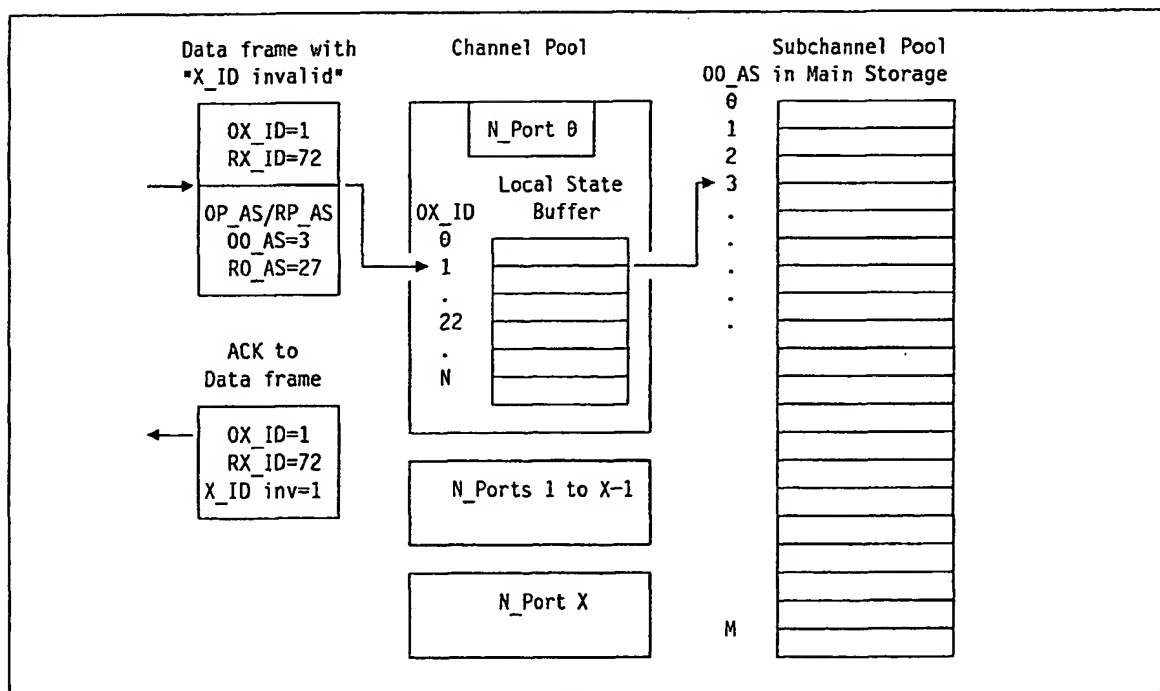 Data frame with
"X_ID invalid"
OX_ID=1
RX_ID=72
OP_AS/RP_AS
OO_AS=3
RO_AS=27
ACK to
Data frame
OX_ID=1
RX_ID=72
X_ID inv=1
Channel Pool
N_Port 0
Local State
Buffer
OX_ID
0
1
.
22
.
N
N_Ports 1 to X-1
N_Port X
Subchannel Pool
OO_AS in Main Storage
0
1
2
3
.
.
.
.
.
M